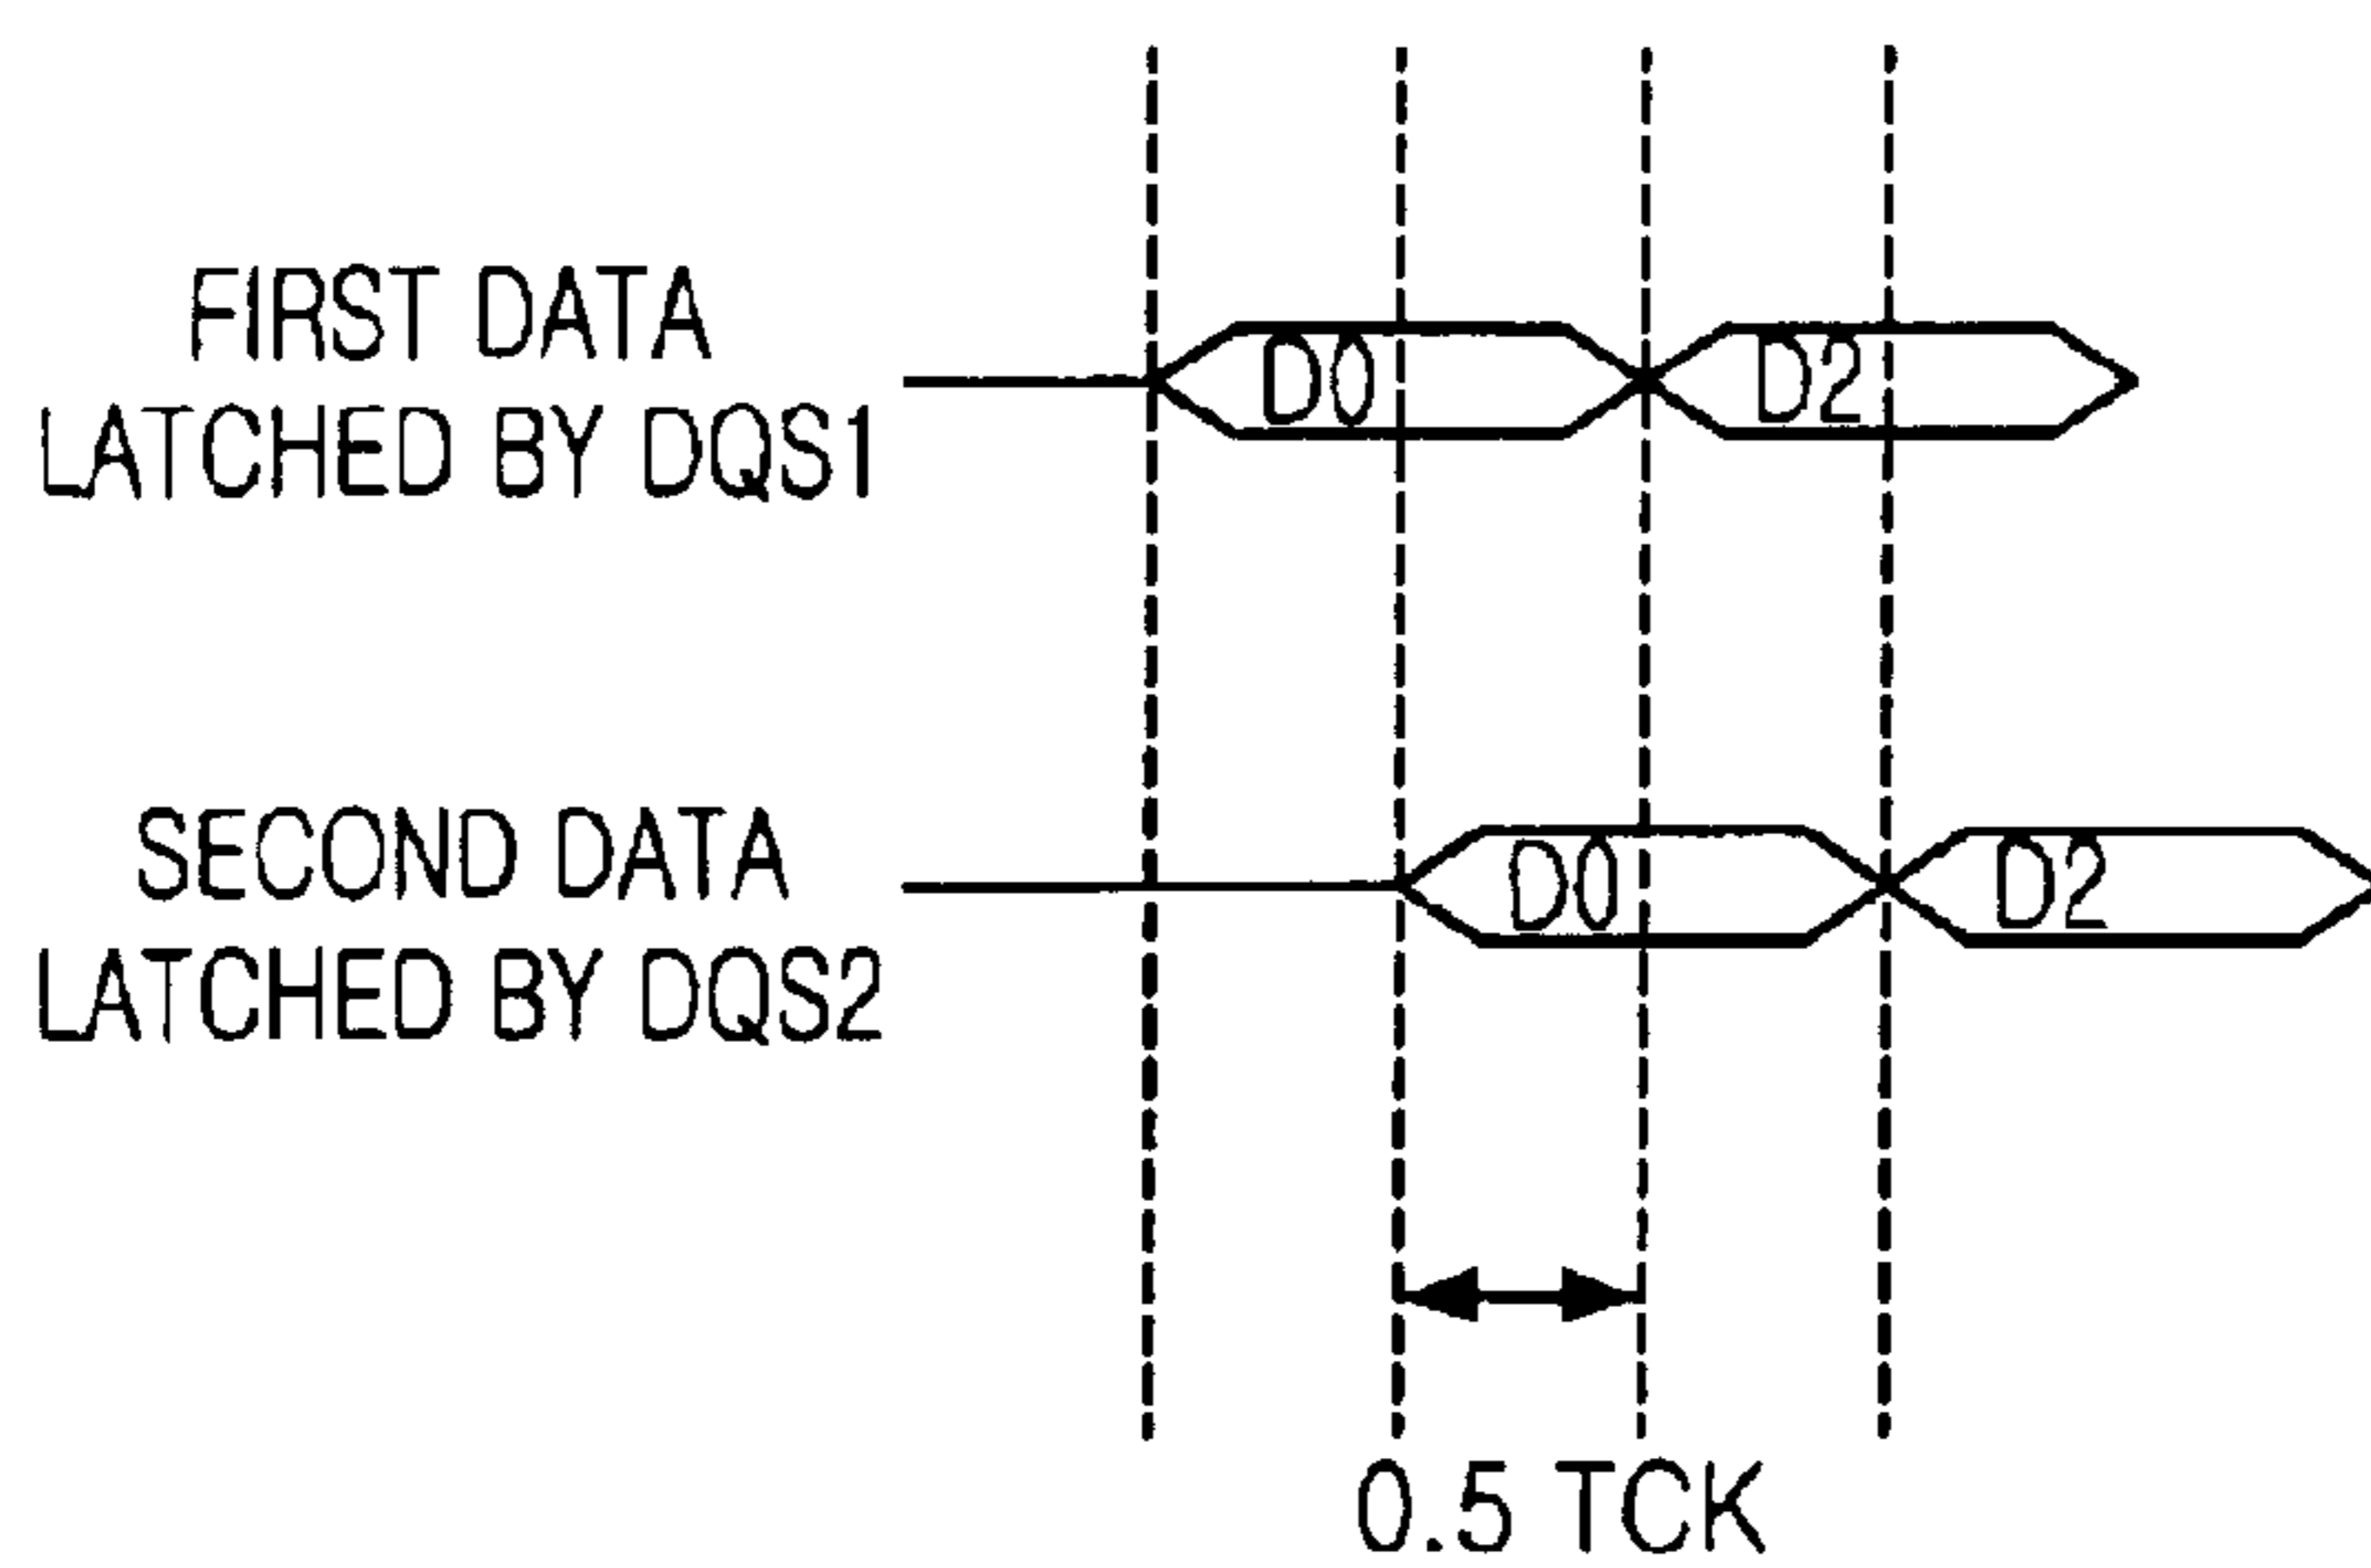 FIRST DATA
LATCHED BY DQS1
D0 D2
SECOND DATA
LATCHED BY DQS2
D0 D2
0.5 TCK